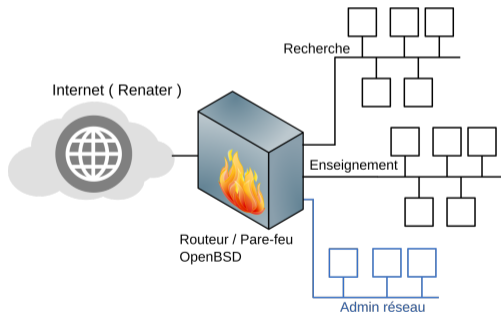 Recherche
Internet ( Renater )
Enseignement
Routeur / Pare-feu
OpenBSD
Admin réseau